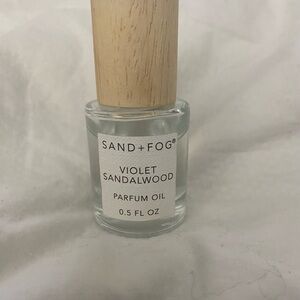 SAND+FOG®
VIOLET
SANDALWOOD
PARFUM OIL
0.5 FL OZ